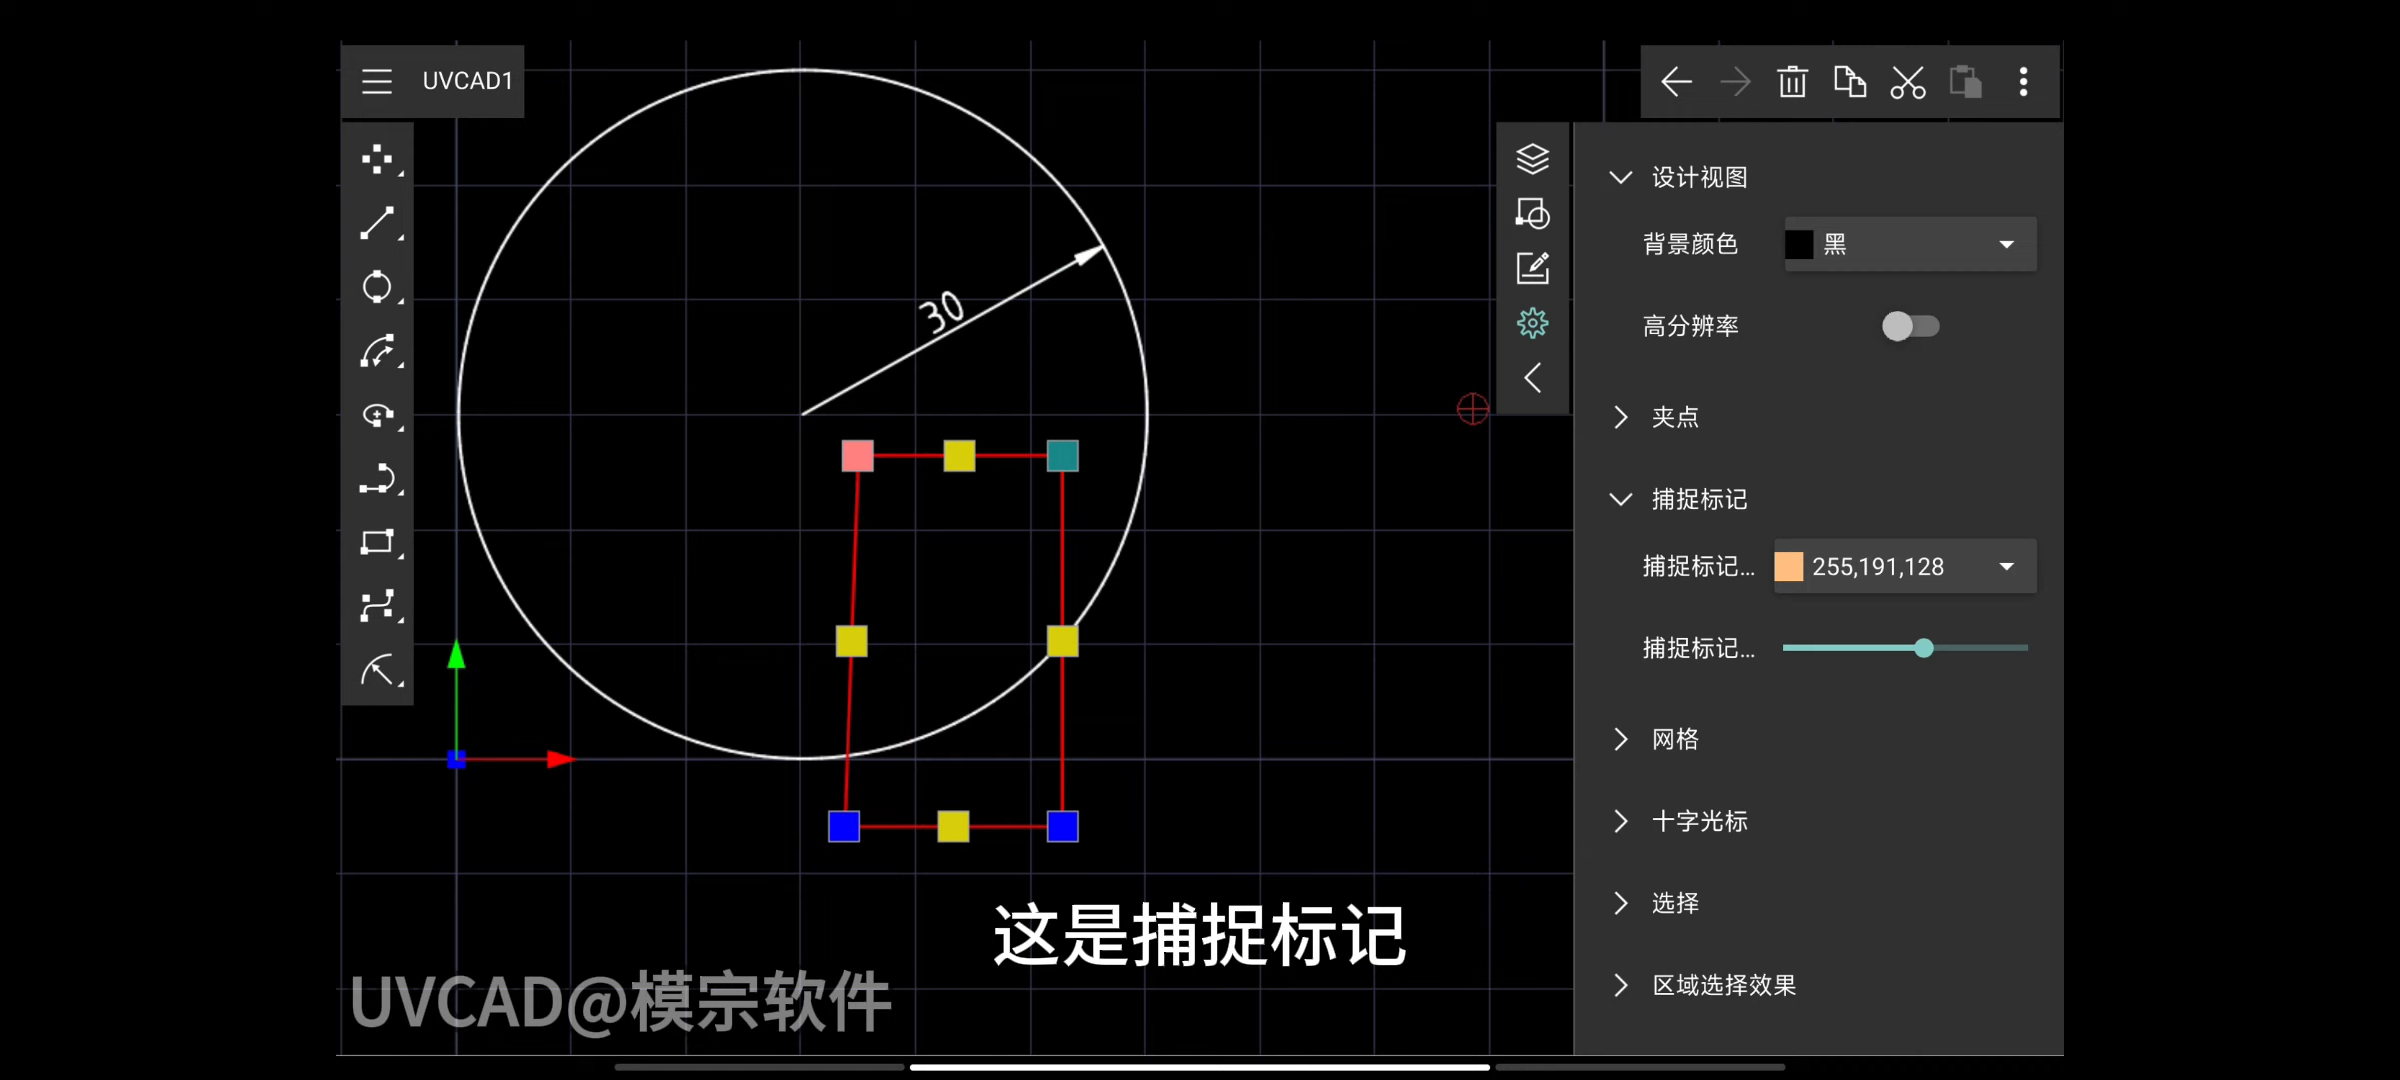 UVCAD1
设计视图
背景颜色 黑
高分辨率
30
夹点
捕捉标记
捕捉标记... 255,191,128
捕捉标记...
网格
十字光标
选择
区域选择效果
这是捕捉标记
UVCAD@模宗软件